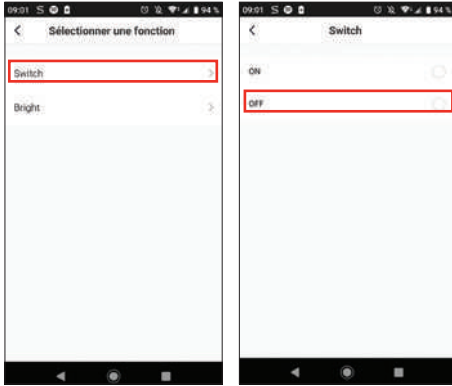 09:01 94 %
Sélectionner une fonction
Switch
Bright
09:01 94 %
Switch
ON
OFF